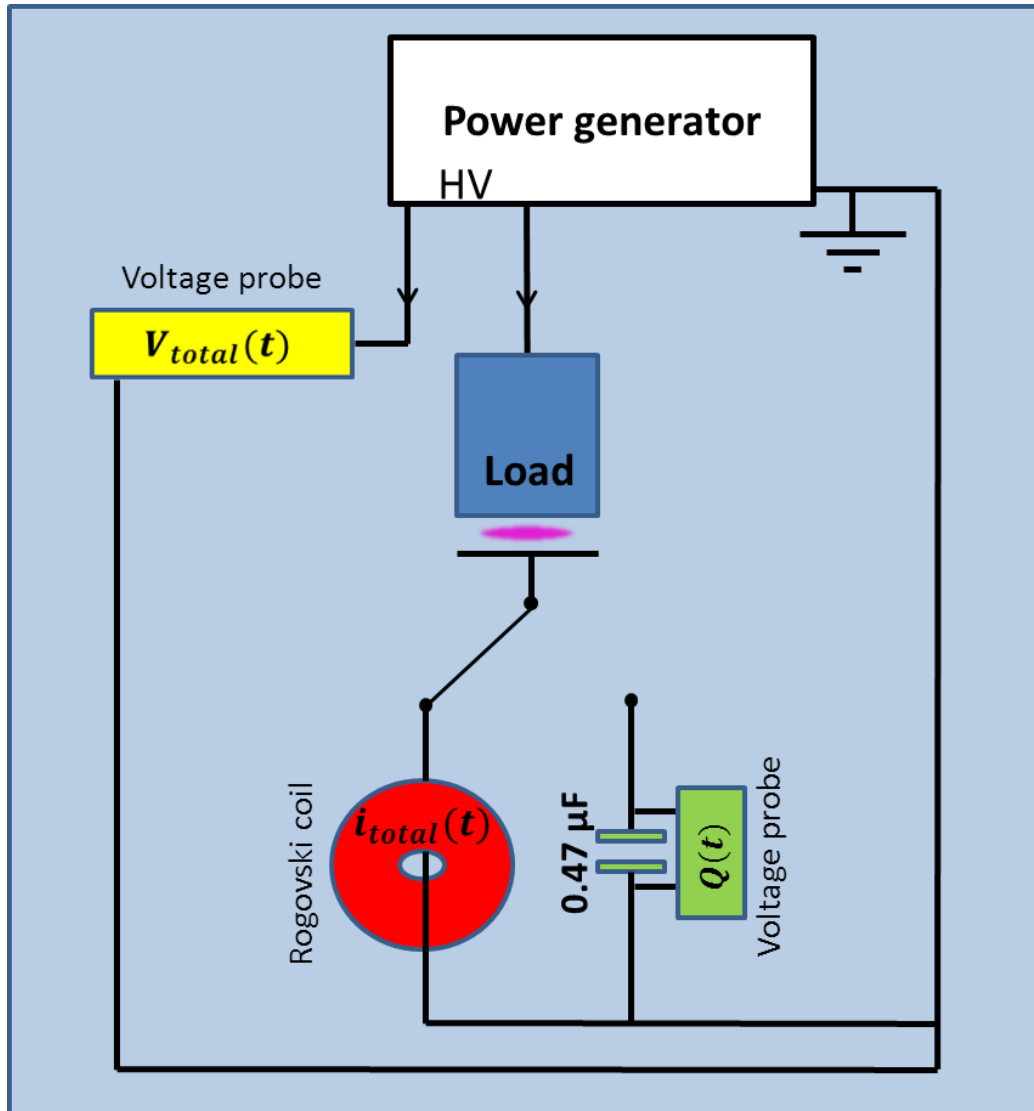 Power generator
HV
Voltage probe
V_total(t)
Load
Rogovski coil
i_total(t)
0.47 µF
Q(t)
Voltage probe